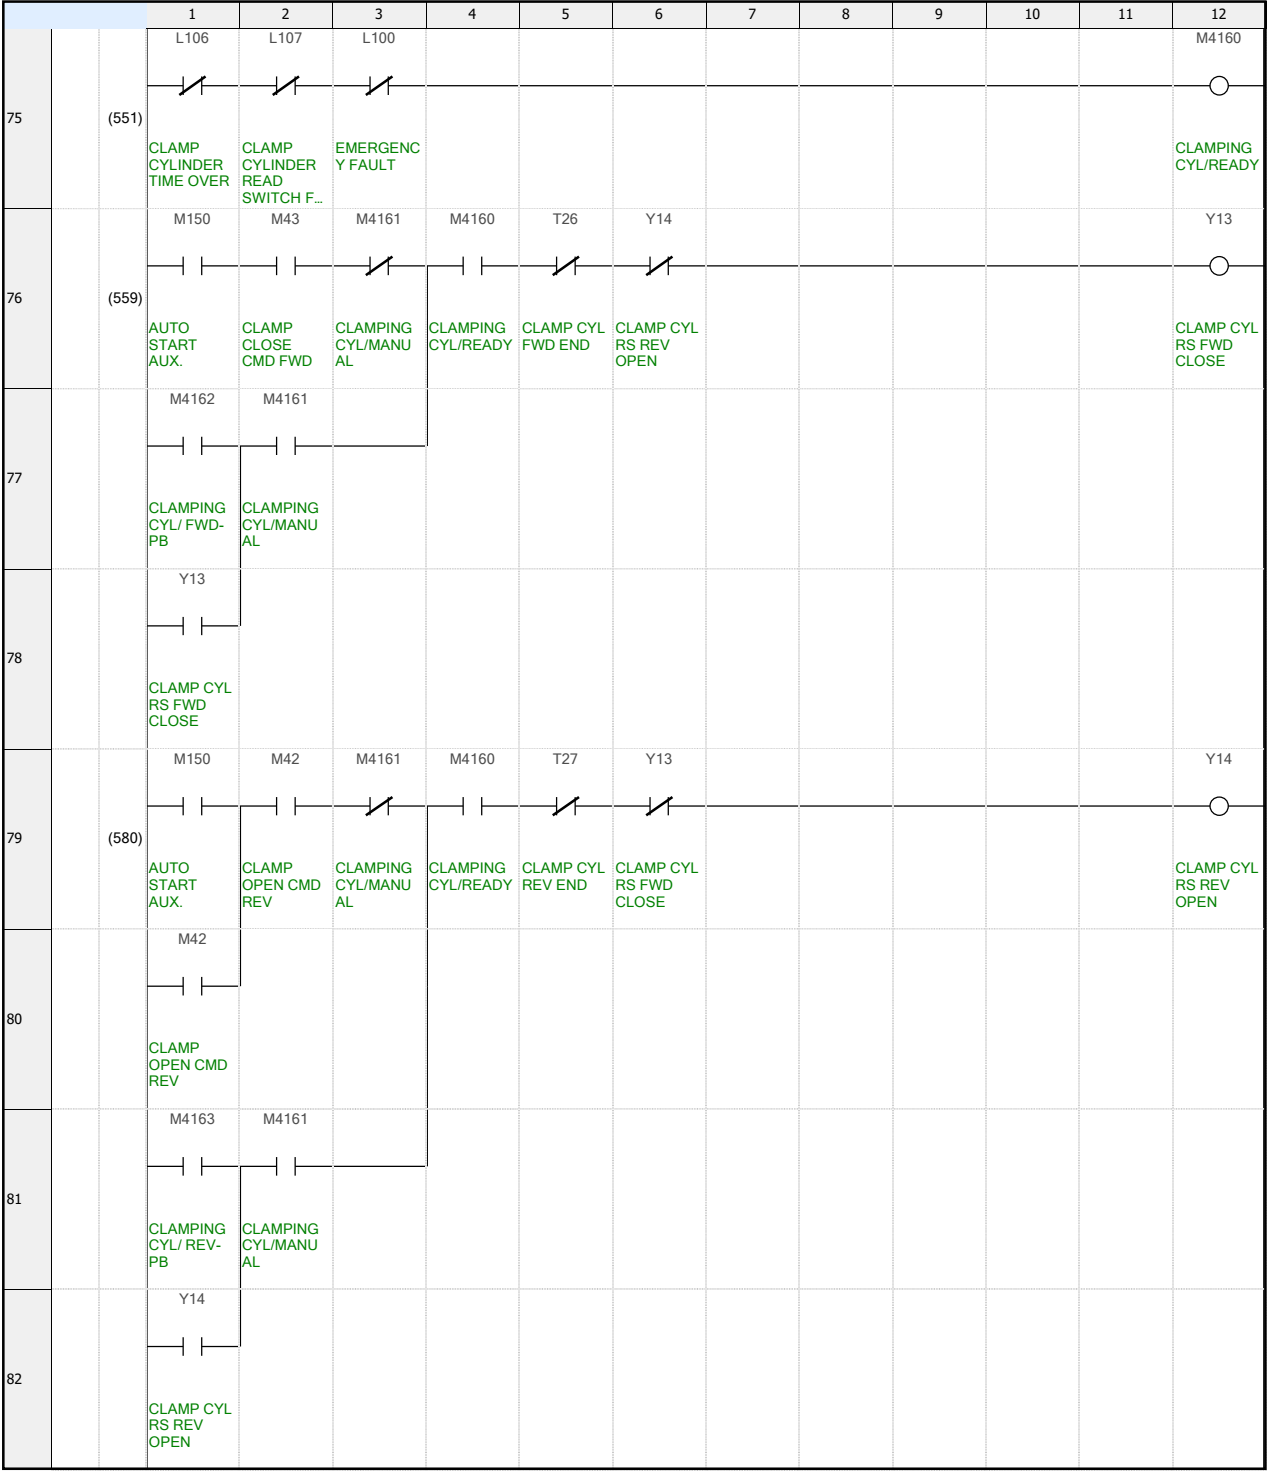 1 2 3 4 5 6 7 8 9 10 11 12
L106 L107 L100 M4160
75 (551)
CLAMP CLAMP EMERGENC CLAMPING
CYLINDER CYLINDER Y FAULT CYL/READY
TIME OVER READ
SWITCH F...
M150 M43 M4161 M4160 T26 Y14 Y13
76 (559)
AUTO CLAMP CLAMPING CLAMPING CLAMP CYL CLAMP CYL CLAMP CYL
START CLOSE CYL/MANU CYL/READY FWD END RS REV RS FWD
AUX. CMD FWD AL OPEN CLOSE
M4162 M4161
77
CLAMPING CLAMPING
CYL/ FWD- CYL/MANU
PB AL
Y13
78
CLAMP CYL
RS FWD
CLOSE
M150 M42 M4161 M4160 T27 Y13 Y14
79 (580)
AUTO CLAMP CLAMPING CLAMPING CLAMP CYL CLAMP CYL CLAMP CYL
START OPEN CMD CYL/MANU CYL/READY REV END RS FWD RS REV
AUX. REV AL CLOSE OPEN
M42
80
CLAMP
OPEN CMD
REV
M4163 M4161
81
CLAMPING CLAMPING
CYL/ REV- CYL/MANU
PB AL
Y14
82
CLAMP CYL
RS REV
OPEN